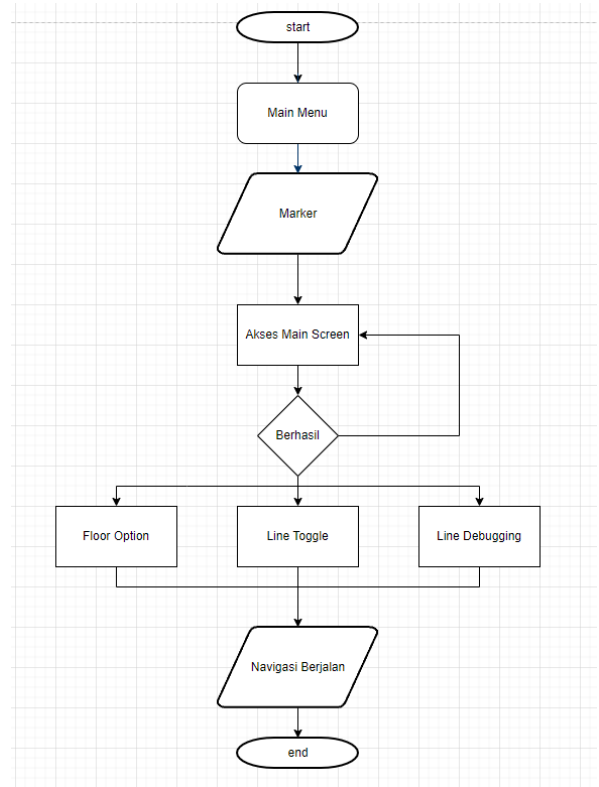 start
Main Menu
Marker
Akses Main Screen
Berhasil
Floor Option
Line Toggle
Line Debugging
Navigasi Berjalan
end